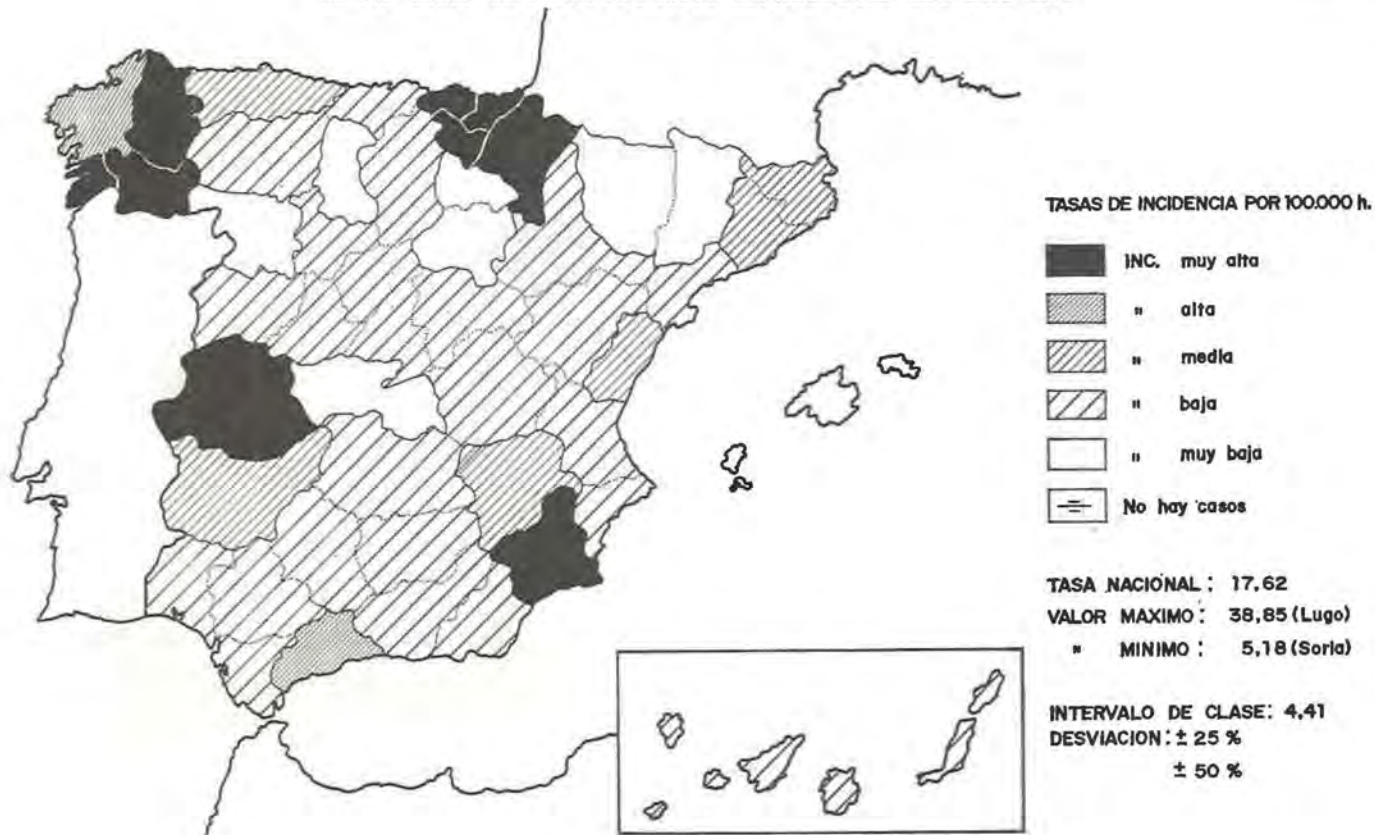 TASAS DE INCIDENCIA POR 100.000 h.
INC. muy alta
" alta
" media
" baja
" muy baja
No hay casos
TASA NACIONAL : 17,62
VALOR MAXIMO : 38,85 (Lugo)
" MINIMO : 5,18 (Soria)
INTERVALO DE CLASE: 4,41
DESVIACION : ± 25 %
± 50 %